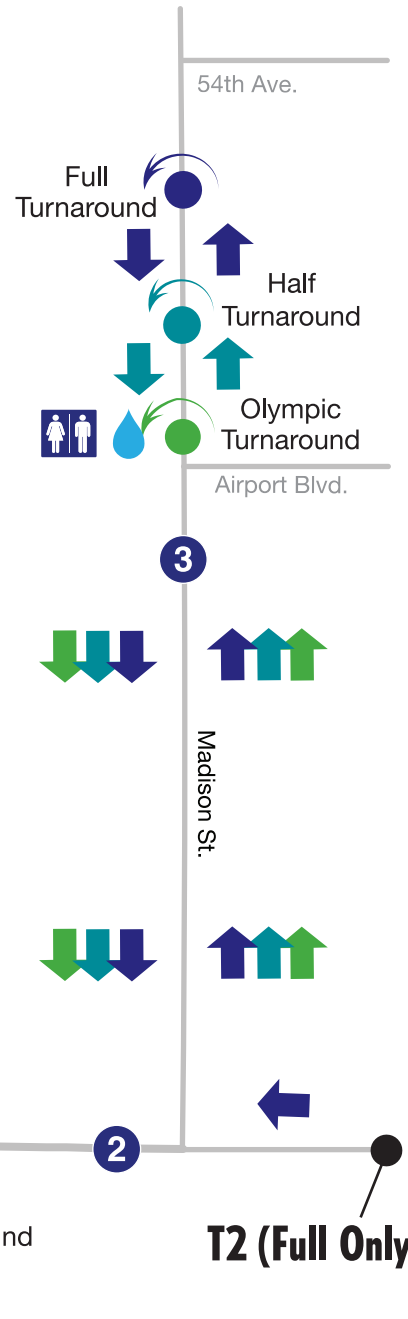 54th Ave.
Full
Turnaround
Half
Turnaround
Olympic
Turnaround
Airport Blvd.
3
Madison St.
2
nd
T2 (Full Only